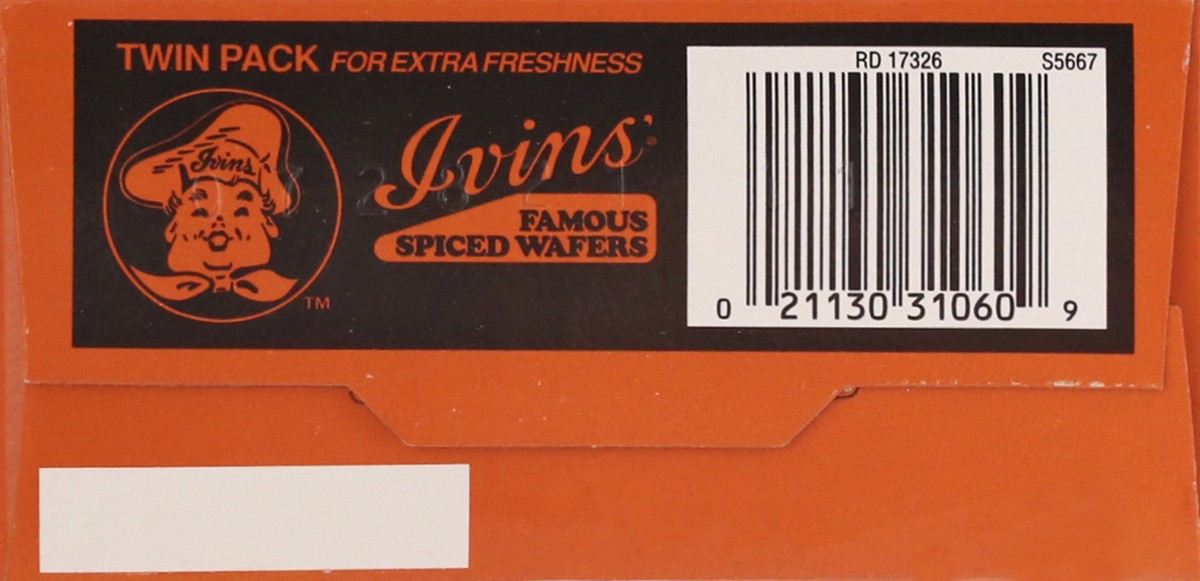 TWIN PACK FOR EXTRA FRESHNESS
Ivins
TM
Ivins'
FAMOUS
SPICED WAFERS
RD 17326 S5667
0 21130 31060 9